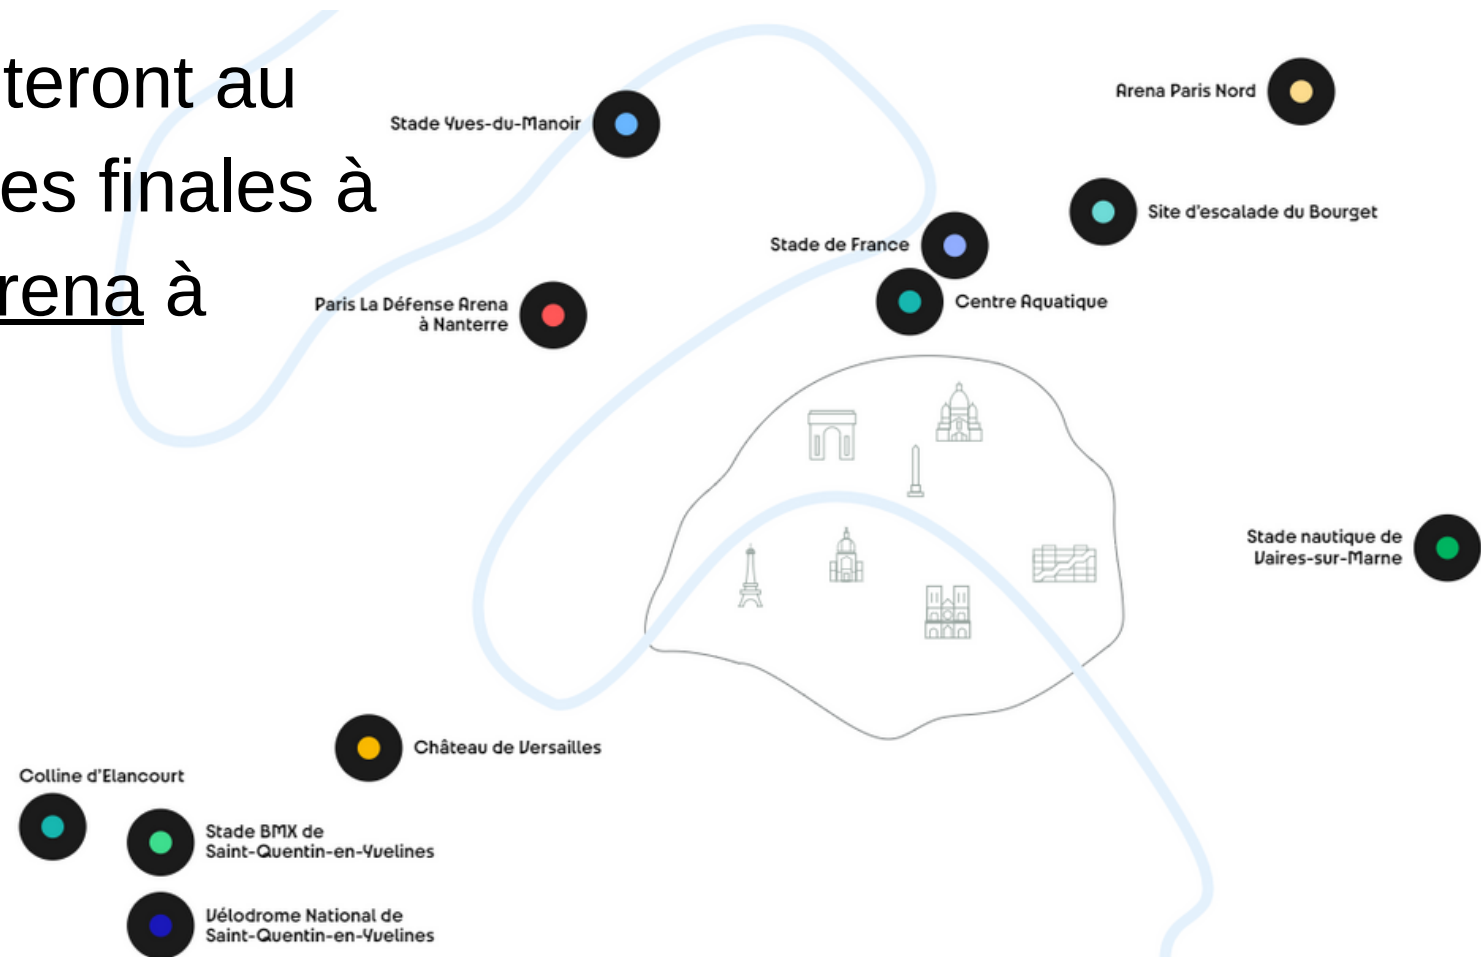 teront au
es finales à
rena à
Arena Paris Nord
Stade Yves-du-Manoir
Site d'escalade du Bourget
Stade de France
Centre Aquatique
Paris La Défense Arena
à Nanterre
Stade nautique de
Vaires-sur-Marne
Château de Versailles
Colline d'Elancourt
Stade BMX de
Saint-Quentin-en-Yvelines
Vélodrome National de
Saint-Quentin-en-Yvelines